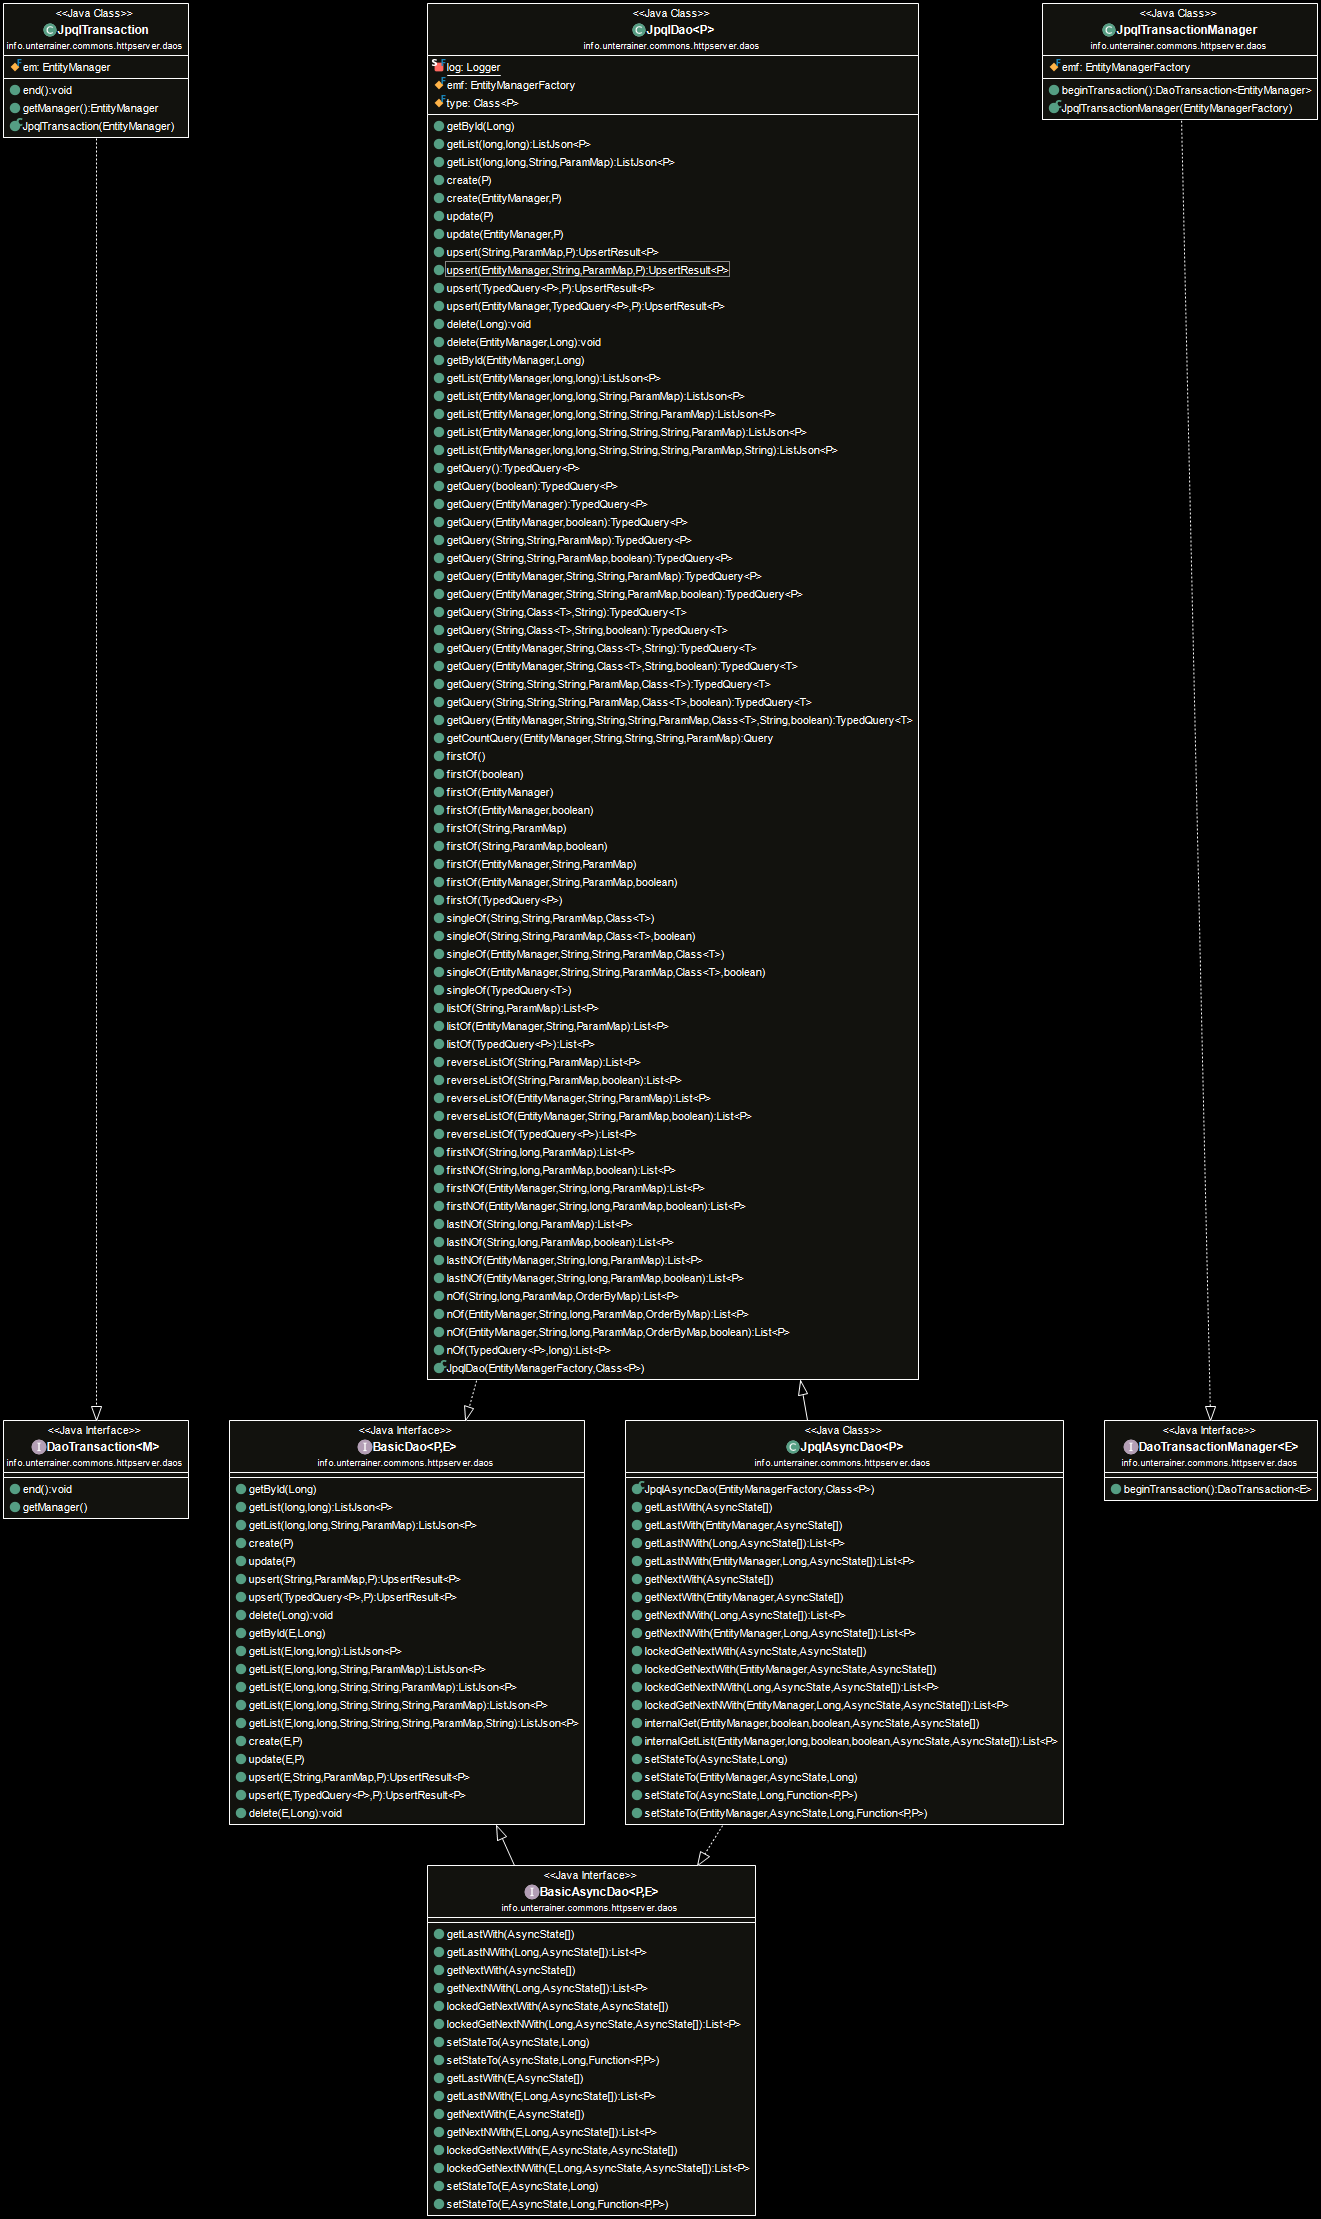 <<Java Class>>
JpqlTransaction
info.unterrainer.commons.httpserver.daos
em: EntityManager
end():void
getManager():EntityManager
JpqlTransaction(EntityManager)
<<Java Class>>
JpqlDao<P>
info.unterrainer.commons.httpserver.daos
log: Logger
emf: EntityManagerFactory
type: Class<P>
getById(Long)
getList(long,long):ListJson<P>
getList(long,long,String,ParamMap):ListJson<P>
create(P)
create(EntityManager,P)
update(P)
update(EntityManager,P)
upsert(String,ParamMap,P):UpsertResult<P>
upsert(EntityManager,String,ParamMap,P):UpsertResult<P>
upsert(TypedQuery<P>,P):UpsertResult<P>
upsert(EntityManager,TypedQuery<P>,P):UpsertResult<P>
delete(Long):void
delete(EntityManager,Long):void
getById(EntityManager,Long)
getList(EntityManager,long,long):ListJson<P>
getList(EntityManager,long,long,String,ParamMap):ListJson<P>
getList(EntityManager,long,long,String,String,ParamMap):ListJson<P>
getList(EntityManager,long,long,String,String,String,ParamMap):ListJson<P>
getList(EntityManager,long,long,String,String,String,ParamMap,String):ListJson<P>
getQuery():TypedQuery<P>
getQuery(boolean):TypedQuery<P>
getQuery(EntityManager):TypedQuery<P>
getQuery(EntityManager,boolean):TypedQuery<P>
getQuery(String,String,ParamMap):TypedQuery<P>
getQuery(String,String,ParamMap,boolean):TypedQuery<P>
getQuery(EntityManager,String,String,ParamMap):TypedQuery<P>
getQuery(EntityManager,String,String,ParamMap,boolean):TypedQuery<P>
getQuery(String,Class<T>,String):TypedQuery<T>
getQuery(String,Class<T>,String,boolean):TypedQuery<T>
getQuery(EntityManager,String,Class<T>,String):TypedQuery<T>
getQuery(EntityManager,String,Class<T>,String,boolean):TypedQuery<T>
getQuery(String,String,String,ParamMap,Class<T>):TypedQuery<T>
getQuery(String,String,String,ParamMap,Class<T>,boolean):TypedQuery<T>
getQuery(EntityManager,String,String,String,ParamMap,Class<T>,String,boolean):TypedQuery<T>
getCountQuery(EntityManager,String,String,String,ParamMap):Query
firstOf()
firstOf(boolean)
firstOf(EntityManager)
firstOf(EntityManager,boolean)
firstOf(String,ParamMap)
firstOf(String,ParamMap,boolean)
firstOf(EntityManager,String,ParamMap)
firstOf(EntityManager,String,ParamMap,boolean)
firstOf(TypedQuery<P>)
singleOf(String,String,ParamMap,Class<T>)
singleOf(String,String,ParamMap,Class<T>,boolean)
singleOf(EntityManager,String,String,ParamMap,Class<T>)
singleOf(EntityManager,String,String,ParamMap,Class<T>,boolean)
singleOf(TypedQuery<T>)
listOf(String,ParamMap):List<P>
listOf(EntityManager,String,ParamMap):List<P>
listOf(TypedQuery<P>):List<P>
reverseListOf(String,ParamMap):List<P>
reverseListOf(String,ParamMap,boolean):List<P>
reverseListOf(EntityManager,String,ParamMap):List<P>
reverseListOf(EntityManager,String,ParamMap,boolean):List<P>
reverseListOf(TypedQuery<P>):List<P>
firstNOf(String,long,ParamMap):List<P>
firstNOf(String,long,ParamMap,boolean):List<P>
firstNOf(EntityManager,String,long,ParamMap):List<P>
firstNOf(EntityManager,String,long,ParamMap,boolean):List<P>
lastNOf(String,long,ParamMap):List<P>
lastNOf(String,long,ParamMap,boolean):List<P>
lastNOf(EntityManager,String,long,ParamMap):List<P>
lastNOf(EntityManager,String,long,ParamMap,boolean):List<P>
nOf(String,long,ParamMap,OrderByMap):List<P>
nOf(EntityManager,String,long,ParamMap,OrderByMap):List<P>
nOf(EntityManager,String,long,ParamMap,OrderByMap,boolean):List<P>
nOf(TypedQuery<P>,long):List<P>
JpqlDao(EntityManagerFactory,Class<P>)
<<Java Class>>
JpqlTransactionManager
info.unterrainer.commons.httpserver.daos
emf: EntityManagerFactory
beginTransaction():DaoTransaction<EntityManager>
JpqlTransactionManager(EntityManagerFactory)
<<Java Interface>>
DaoTransaction<M>
info.unterrainer.commons.httpserver.daos
end():void
getManager()
<<Java Interface>>
BasicDao<P,E>
info.unterrainer.commons.httpserver.daos
getById(Long)
getList(long,long):ListJson<P>
getList(long,long,String,ParamMap):ListJson<P>
create(P)
update(P)
upsert(String,ParamMap,P):UpsertResult<P>
upsert(TypedQuery<P>,P):UpsertResult<P>
delete(Long):void
getById(E,Long)
getList(E,long,long):ListJson<P>
getList(E,long,long,String,ParamMap):ListJson<P>
getList(E,long,long,String,String,ParamMap):ListJson<P>
getList(E,long,long,String,String,String,ParamMap):ListJson<P>
getList(E,long,long,String,String,String,ParamMap,String):ListJson<P>
create(E,P)
update(E,P)
upsert(E,String,ParamMap,P):UpsertResult<P>
upsert(E,TypedQuery<P>,P):UpsertResult<P>
delete(E,Long):void
<<Java Class>>
JpqlAsyncDao<P>
info.unterrainer.commons.httpserver.daos
JpqlAsyncDao(EntityManagerFactory,Class<P>)
getLastWith(AsyncState[])
getLastWith(EntityManager,AsyncState[])
getLastNWith(Long,AsyncState[]):List<P>
getLastNWith(EntityManager,Long,AsyncState[]):List<P>
getNextWith(AsyncState[])
getNextWith(EntityManager,AsyncState[])
getNextNWith(Long,AsyncState[]):List<P>
getNextNWith(EntityManager,Long,AsyncState[]):List<P>
lockedGetNextWith(AsyncState,AsyncState[])
lockedGetNextWith(EntityManager,AsyncState,AsyncState[])
lockedGetNextNWith(Long,AsyncState,AsyncState[]):List<P>
lockedGetNextNWith(EntityManager,Long,AsyncState,AsyncState[]):List<P>
internalGet(EntityManager,boolean,boolean,AsyncState,AsyncState[])
internalGetList(EntityManager,long,boolean,boolean,AsyncState,AsyncState[]):List<P>
setStateTo(AsyncState,Long)
setStateTo(EntityManager,AsyncState,Long)
setStateTo(AsyncState,Long,Function<P,P>)
setStateTo(EntityManager,AsyncState,Long,Function<P,P>)
<<Java Interface>>
DaoTransactionManager<E>
info.unterrainer.commons.httpserver.daos
beginTransaction():DaoTransaction<E>
<<Java Interface>>
BasicAsyncDao<P,E>
info.unterrainer.commons.httpserver.daos
getLastWith(AsyncState[])
getLastNWith(Long,AsyncState[]):List<P>
getNextWith(AsyncState[])
getNextNWith(Long,AsyncState[]):List<P>
lockedGetNextWith(AsyncState,AsyncState[])
lockedGetNextNWith(Long,AsyncState,AsyncState[]):List<P>
setStateTo(AsyncState,Long)
setStateTo(AsyncState,Long,Function<P,P>)
getLastWith(E,AsyncState[])
getLastNWith(E,Long,AsyncState[]):List<P>
getNextWith(E,AsyncState[])
getNextNWith(E,Long,AsyncState[]):List<P>
lockedGetNextWith(E,AsyncState,AsyncState[])
lockedGetNextNWith(E,Long,AsyncState,AsyncState[]):List<P>
setStateTo(E,AsyncState,Long)
setStateTo(E,AsyncState,Long,Function<P,P>)